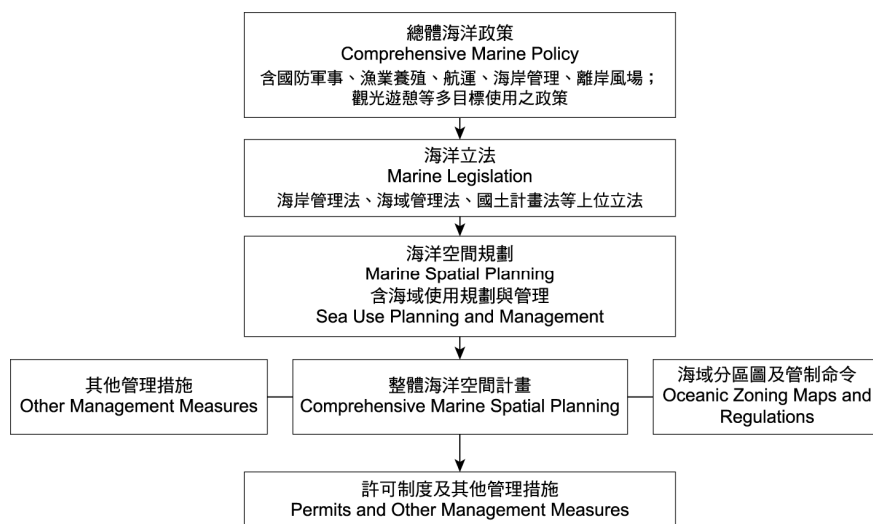 總體海洋政策
Comprehensive Marine Policy
含國防軍事、漁業養殖、航運、海岸管理、離岸風場；
觀光遊憩等多目標使用之政策
海洋立法
Marine Legislation
海岸管理法、海域管理法、國土計畫法等上位立法
海洋空間規劃
Marine Spatial Planning
含海域使用規劃與管理
Sea Use Planning and Management
其他管理措施
Other Management Measures
整體海洋空間計畫
Comprehensive Marine Spatial Planning
海域分區圖及管制命令
Oceanic Zoning Maps and
Regulations
許可制度及其他管理措施
Permits and Other Management Measures